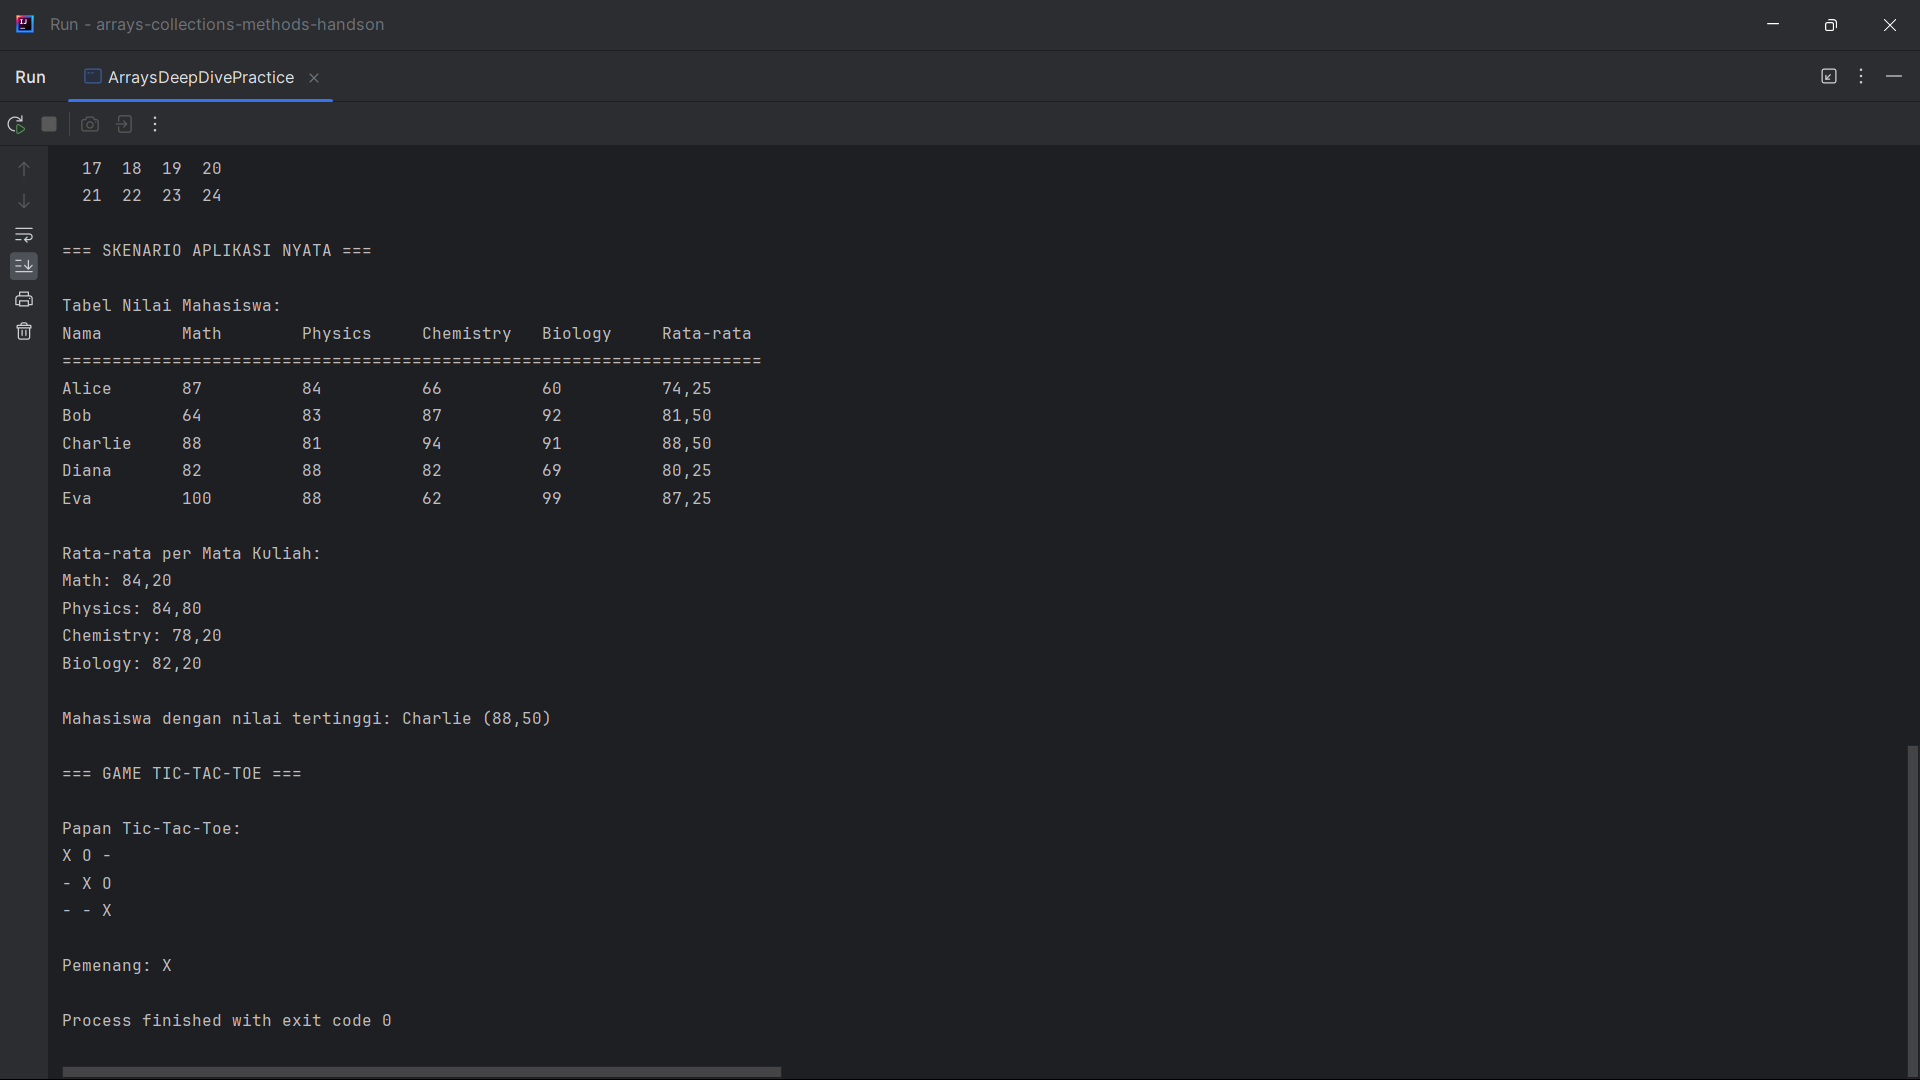 Run - arrays-collections-methods-handson
Run ArraysDeepDivePractice
17 18 19 20
21 22 23 24
=== SKENARIO APLIKASI NYATA ===
Tabel Nilai Mahasiswa:
Nama Math Physics Chemistry Biology Rata-rata
======================================================================
Alice 87 84 66 60 74,25
Bob 64 83 87 92 81,50
Charlie 88 81 94 91 88,50
Diana 82 88 82 69 80,25
Eva 100 88 62 99 87,25
Rata-rata per Mata Kuliah:
Math: 84,20
Physics: 84,80
Chemistry: 78,20
Biology: 82,20
Mahasiswa dengan nilai tertinggi: Charlie (88,50)
=== GAME TIC-TAC-TOE ===
Papan Tic-Tac-Toe:
X O -
- X O
- - X
Pemenang: X
Process finished with exit code 0